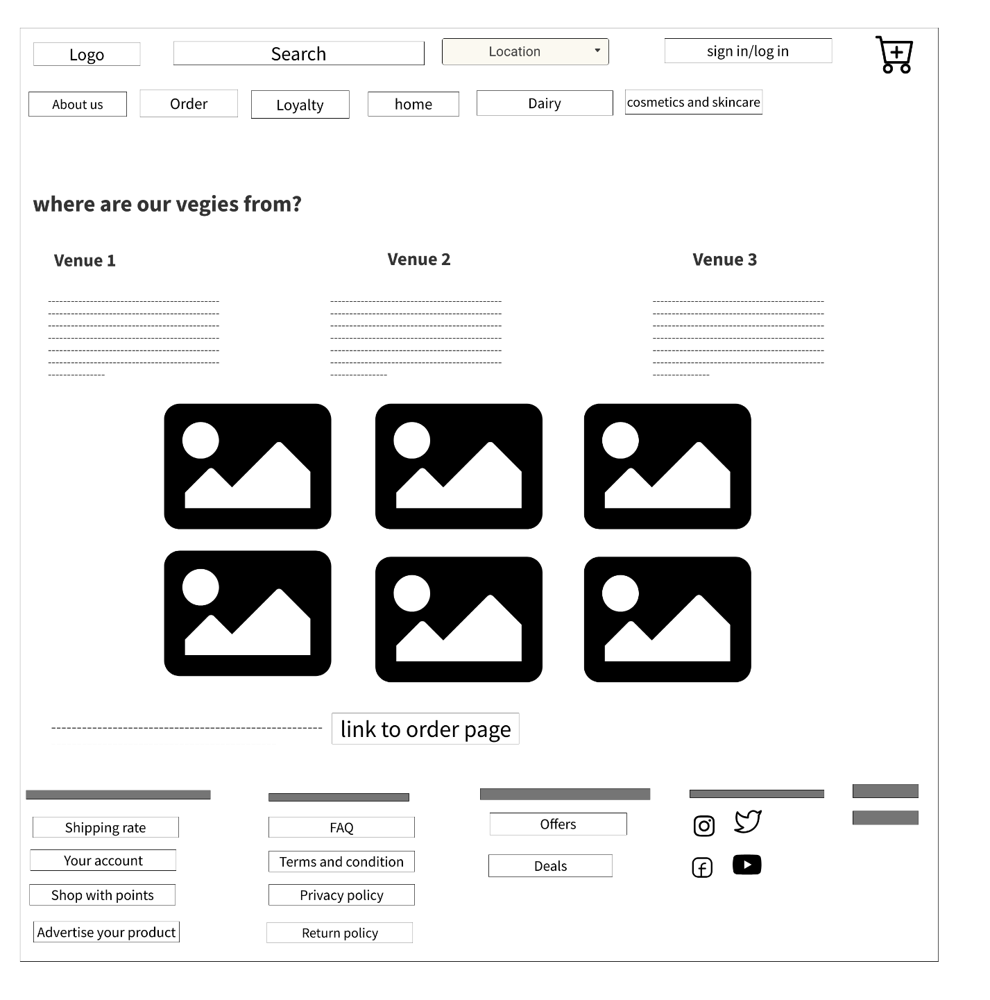 Logo
Search
Location
sign in/log in
About us
Order
Loyalty
home
Dairy
cosmetics and skincare
where are our vegies from?
Venue 1
Venue 2
Venue 3
link to order page
Shipping rate
FAQ
Offers
Your account
Terms and condition
Deals
Shop with points
Privacy policy
Advertise your product
Return policy